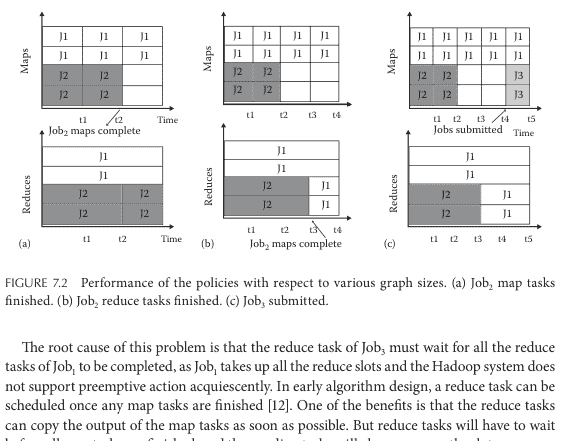 J1 J1 J1
J1 J1 J1
J2 J2
J2 J2
Maps
t1 t2
Job2 maps complete Time
J1
J1
J2 J2
J2 J2
Reduces
t1 t2 Time
(a)
J1 J1 J1 J1
J1 J1 J1 J1
J2 J2
J2 J2
t1 t2 t3 t4
J1
J1
J2 J1
J2 J1
t1 t2 t3 t4
(b) Job2 maps complete
J1 J1 J1 J1 J1
J1 J1 J1 J1 J1
J2 J2 J3
J2 J2 J3
Maps
t1 t2 t3 t4 t5
Jobs submitted Time
J1
J1
J2 J1
J2 J1
Reduces
t1 t2 t3 t4 t5
(c)
FIGURE 7.2 Performance of the policies with respect to various graph sizes. (a) Job2 map tasks
finished. (b) Job2 reduce tasks finished. (c) Job3 submitted.
The root cause of this problem is that the reduce task of Job3 must wait for all the reduce
tasks of Job1 to be completed, as Job1 takes up all the reduce slots and the Hadoop system does
not support preemptive action acquiescently. In early algorithm design, a reduce task can be
scheduled once any map tasks are finished [12]. One of the benefits is that the reduce tasks
can copy the output of the map tasks as soon as possible. But reduce tasks will have to wait